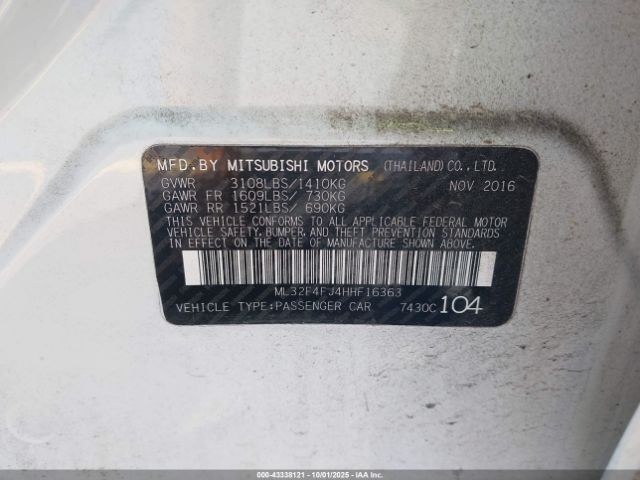 MFD.BY MITSUBISHI MOTORS (THAILAND)CO.,LTD.
GVWR 3108LBS/1410KG NOV 2016
GAWR FR 1609LBS/ 730KG
GAWR RR 1521LBS/ 690KG
THIS VEHICLE CONFORMS TO ALL APPLICABLE FEDERAL MOTOR
VEHICLE SAFETY,BUMPER,AND THEFT PREVENTION STANDARDS
IN EFFECT ON THE DATE OF MANUFACTURE SHOWN ABOVE.
ML32F4FJ4HHF16363
VEHICLE TYPE:PASSENGER CAR 7430C 104
000-43338121 - 10/01/2025 - IAAI.COM